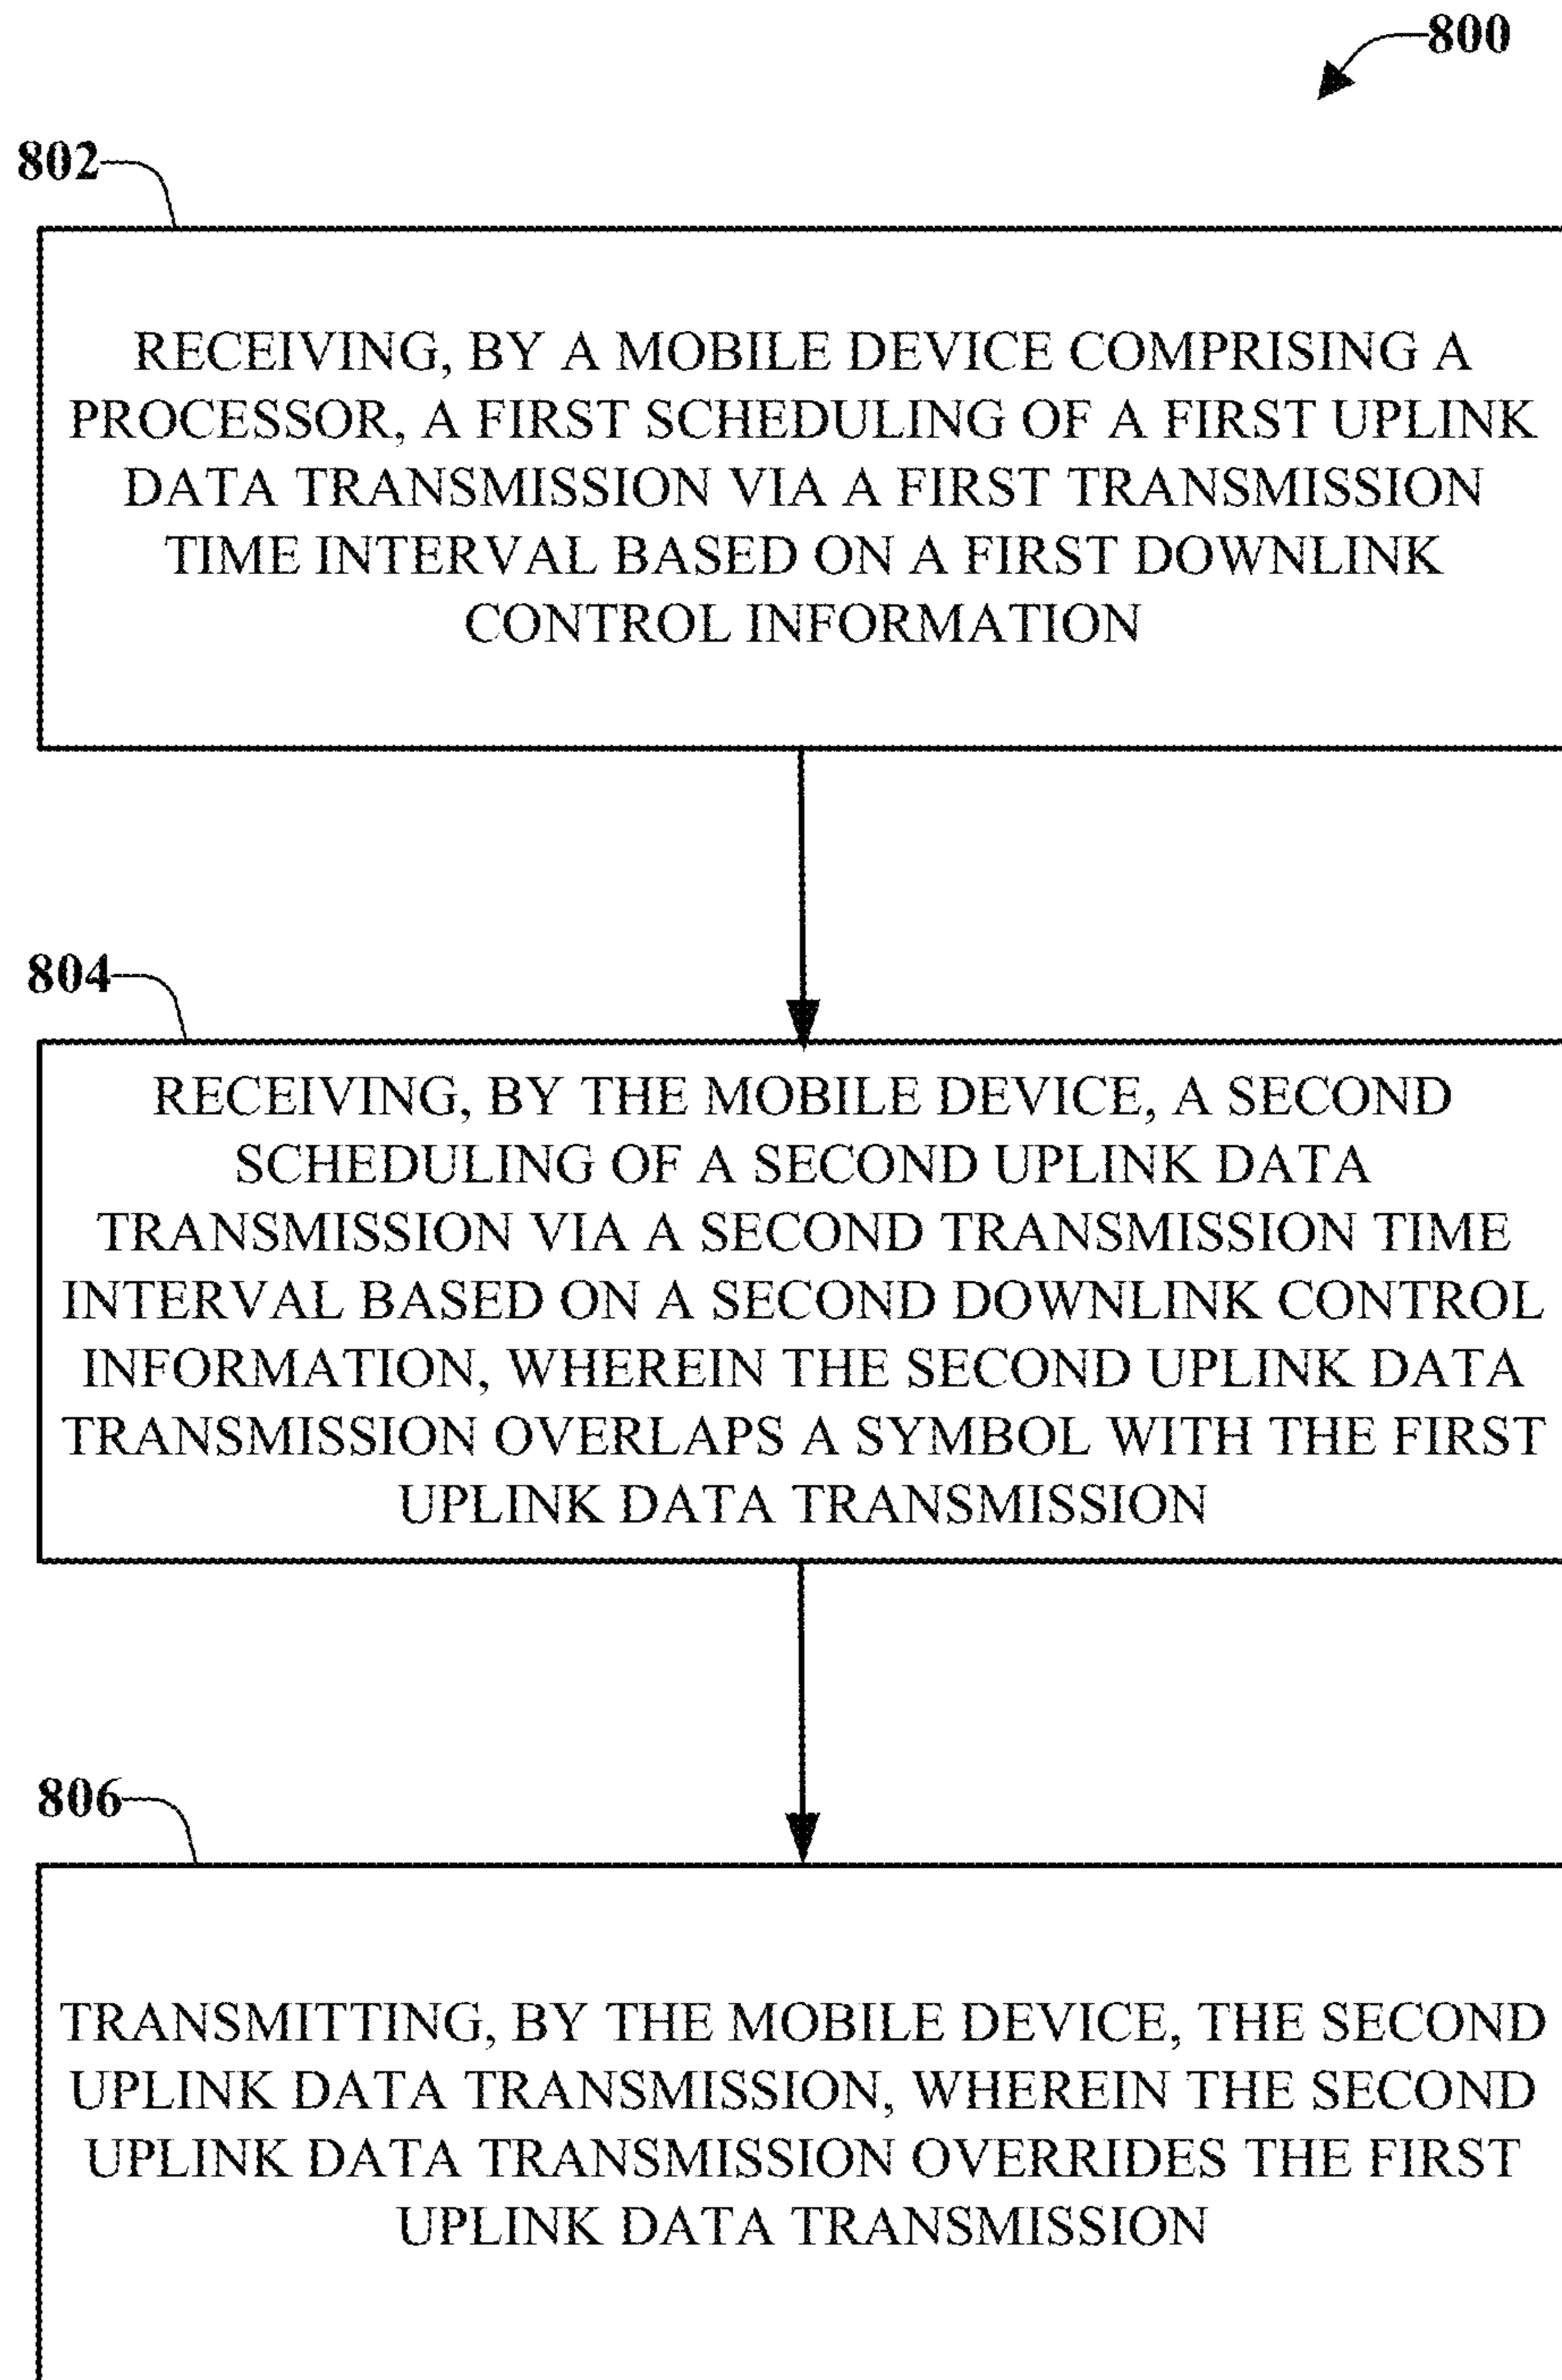 800
802
RECEIVING, BY A MOBILE DEVICE COMPRISING A
PROCESSOR, A FIRST SCHEDULING OF A FIRST UPLINK
DATA TRANSMISSION VIA A FIRST TRANSMISSION
TIME INTERVAL BASED ON A FIRST DOWNLINK
CONTROL INFORMATION
804
RECEIVING, BY THE MOBILE DEVICE, A SECOND
SCHEDULING OF A SECOND UPLINK DATA
TRANSMISSION VIA A SECOND TRANSMISSION TIME
INTERVAL BASED ON A SECOND DOWNLINK CONTROL
INFORMATION, WHEREIN THE SECOND UPLINK DATA
TRANSMISSION OVERLAPS A SYMBOL WITH THE FIRST
UPLINK DATA TRANSMISSION
806
TRANSMITTING, BY THE MOBILE DEVICE, THE SECOND
UPLINK DATA TRANSMISSION, WHEREIN THE SECOND
UPLINK DATA TRANSMISSION OVERRIDES THE FIRST
UPLINK DATA TRANSMISSION